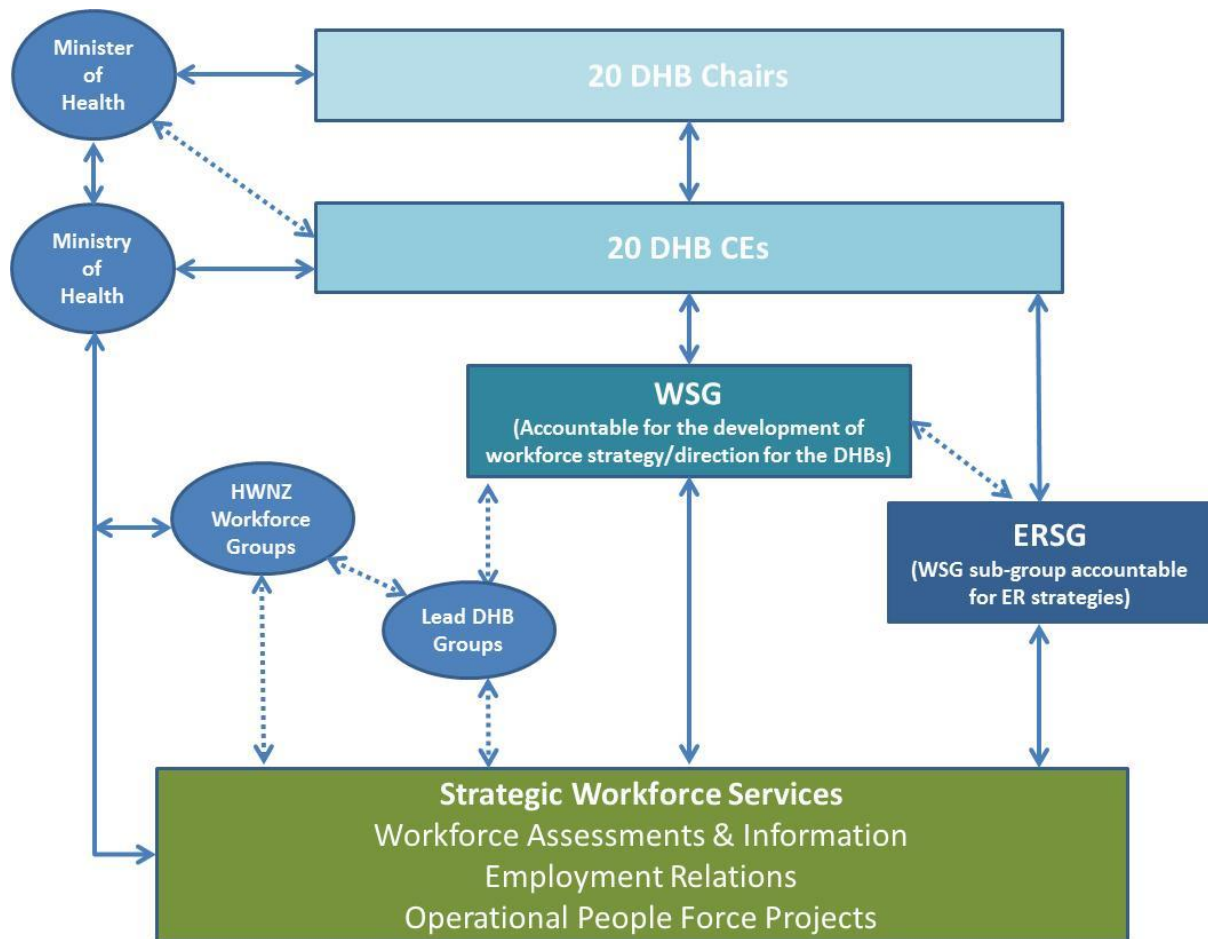 Minister
of
Health
20 DHB Chairs
Ministry
of
Health
20 DHB CEs
WSG
(Accountable for the development of
workforce strategy/direction for the DHBs)
HWNZ
Workforce
Groups
ERSG
(WSG sub-group accountable
for ER strategies)
Lead DHB
Groups
Strategic Workforce Services
Workforce Assessments & Information
Employment Relations
Operational People Force Projects